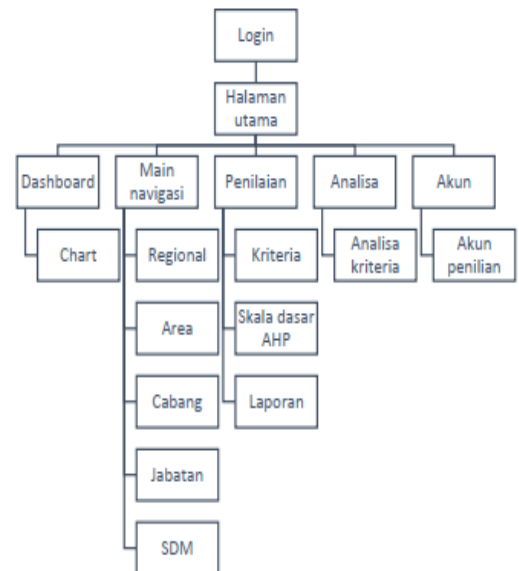 Login
Halaman
utama
Dashboard
Main
navigasi
Penilaian
Analisa
Akun
Chart
Regional
Kriteria
Analisa
kriteria
Akun
penilian
Area
Skala dasar
AHP
Cabang
Laporan
Jabatan
SDM